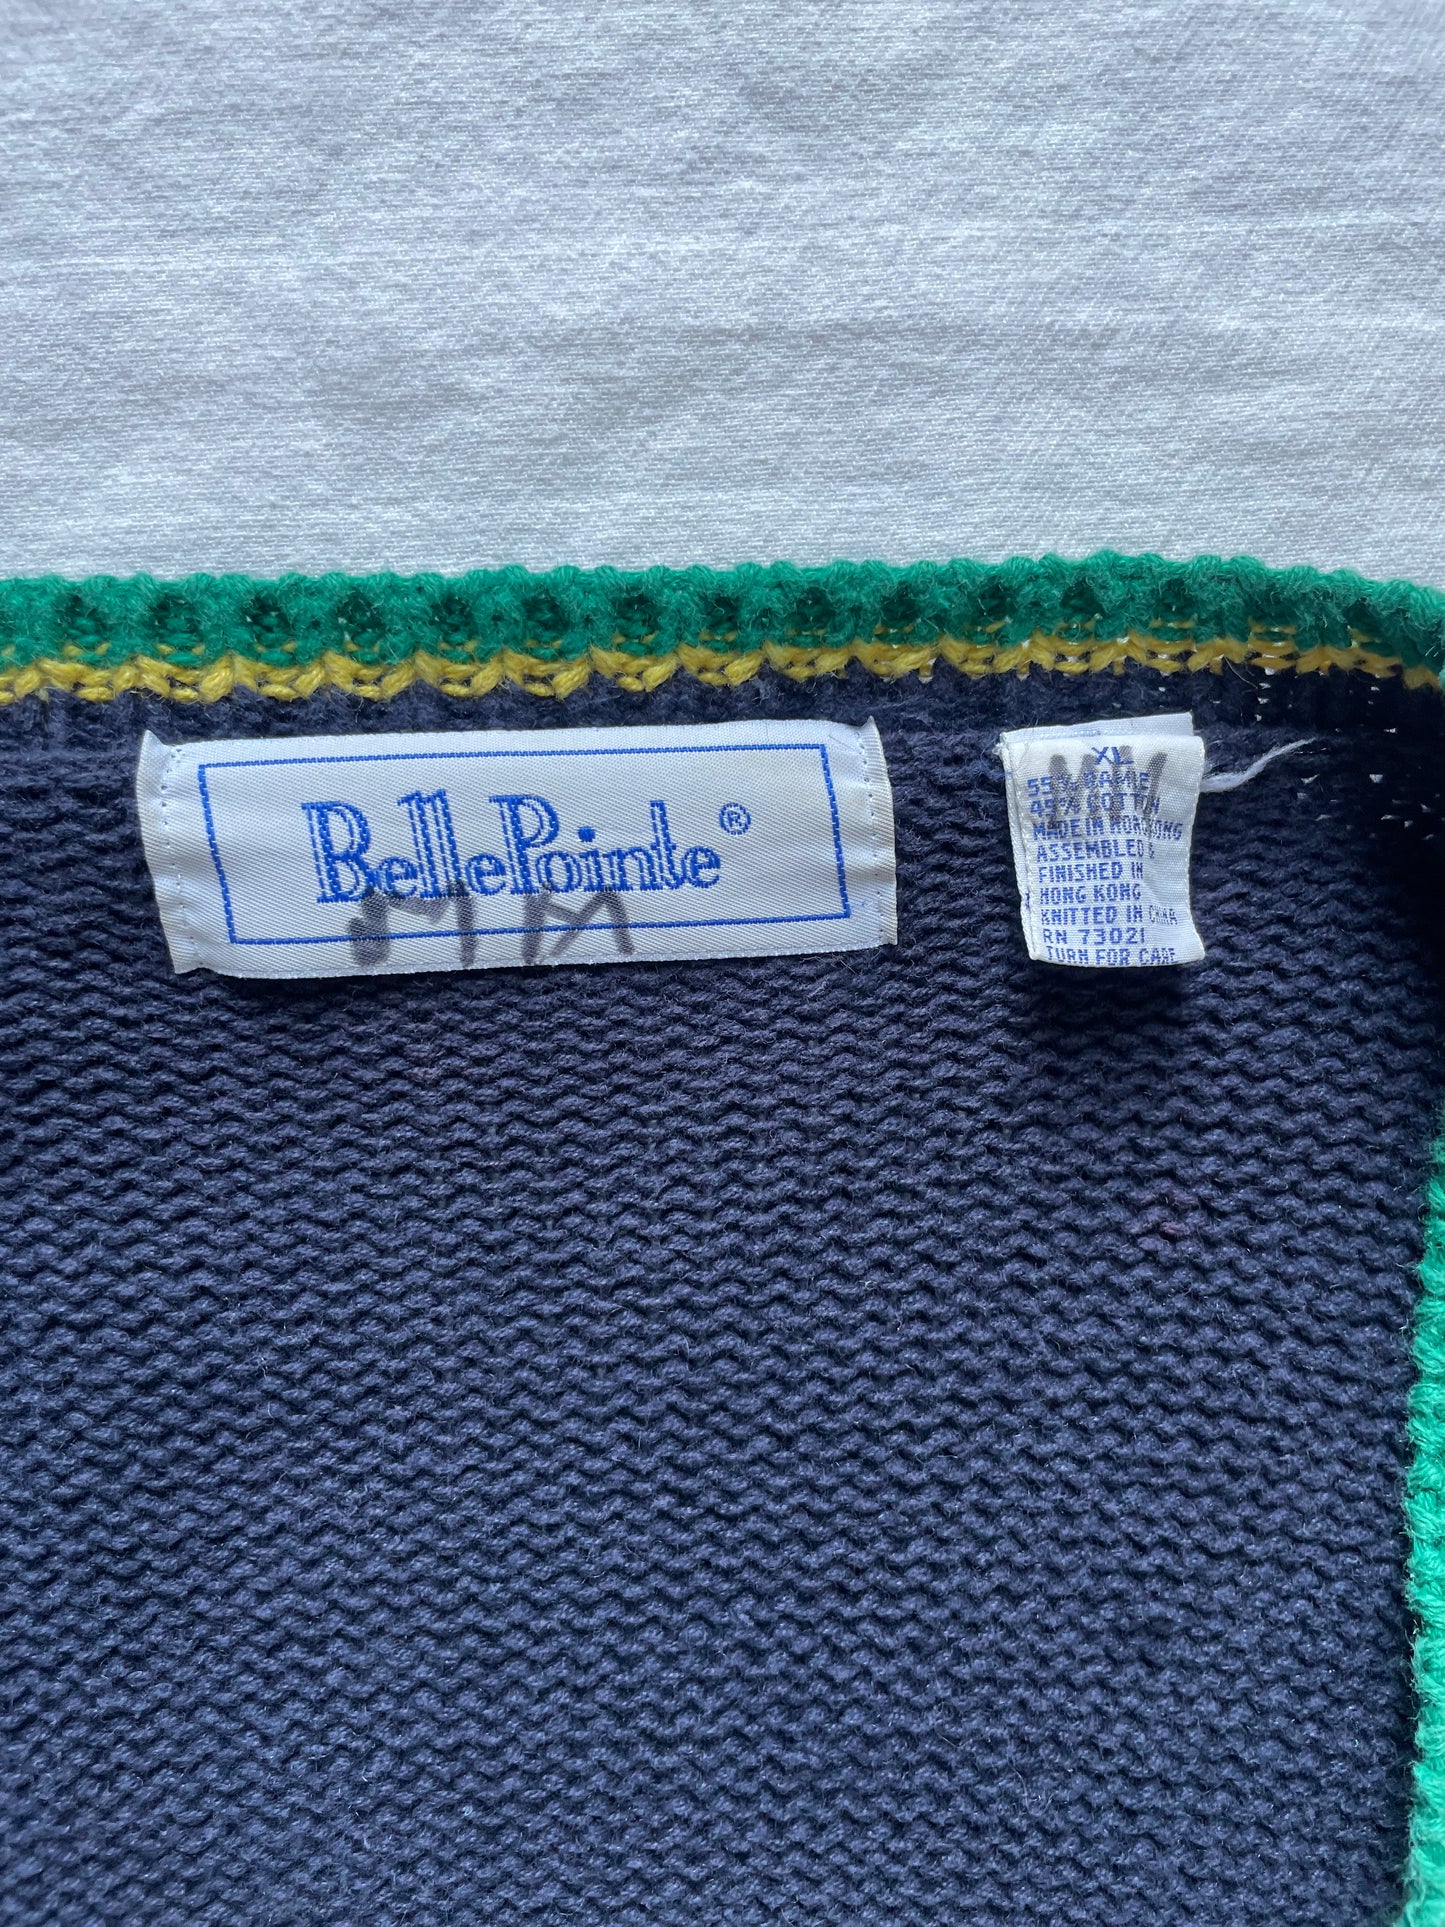 BellePointe®
MA
XL
55% RAMIE
45% COTTON
MADE IN HONG KONG
ASSEMBLED &
FINISHED IN
HONG KONG
KNITTED IN CHINA
RN 73021
TURN FOR CARE